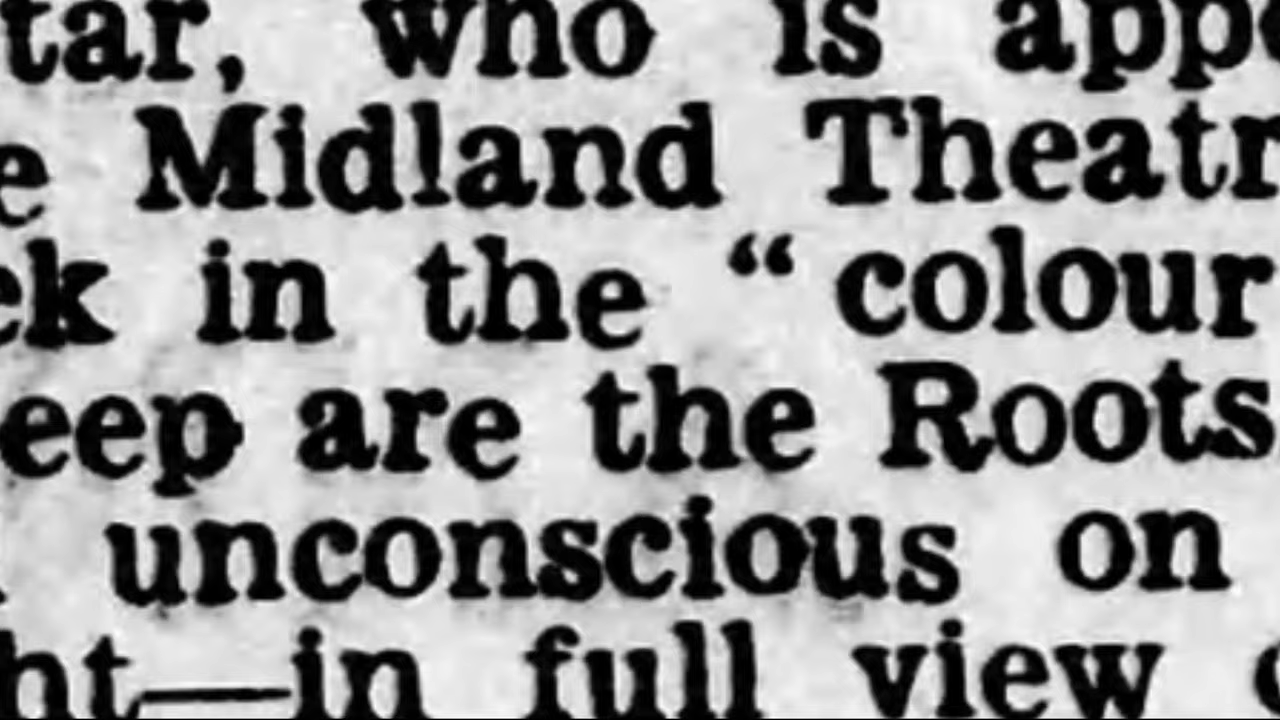 tar, who is appe
e Midland Theatr
ek in the “ colour
eep are the Roots
unconscious on
ht—in full view